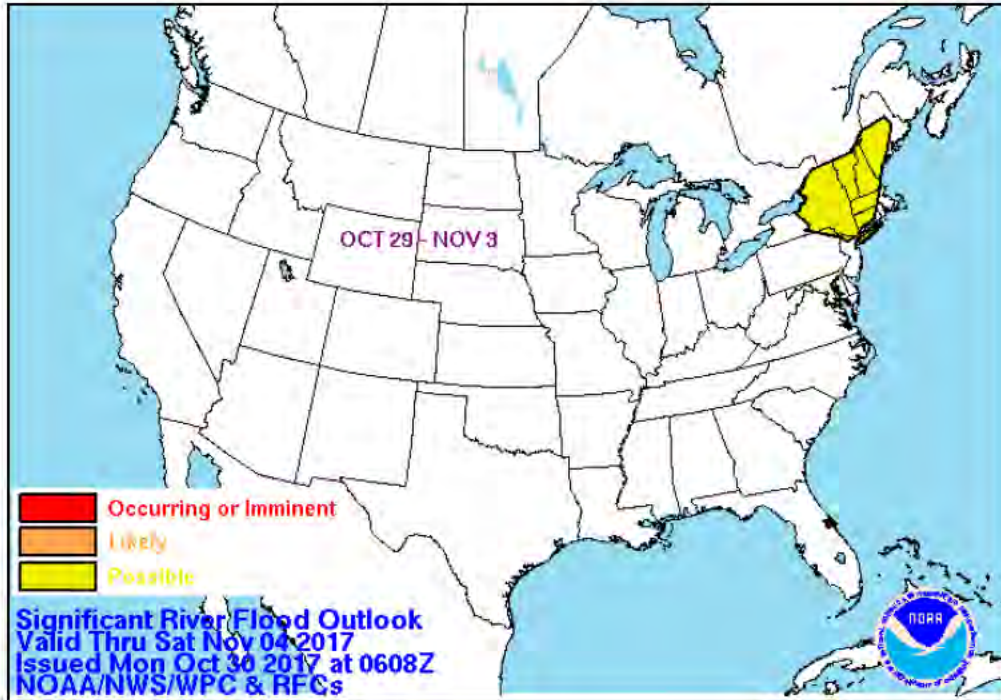 OCT 29 - NOV 3
Occurring or Imminent
Likely
Possible
Significant River Flood Outlook
Valid Thru Sat Nov 04 2017
Issued Mon Oct 30 2017 at 0608Z
NOAA/NWS/WPC & RFCs
NOAA